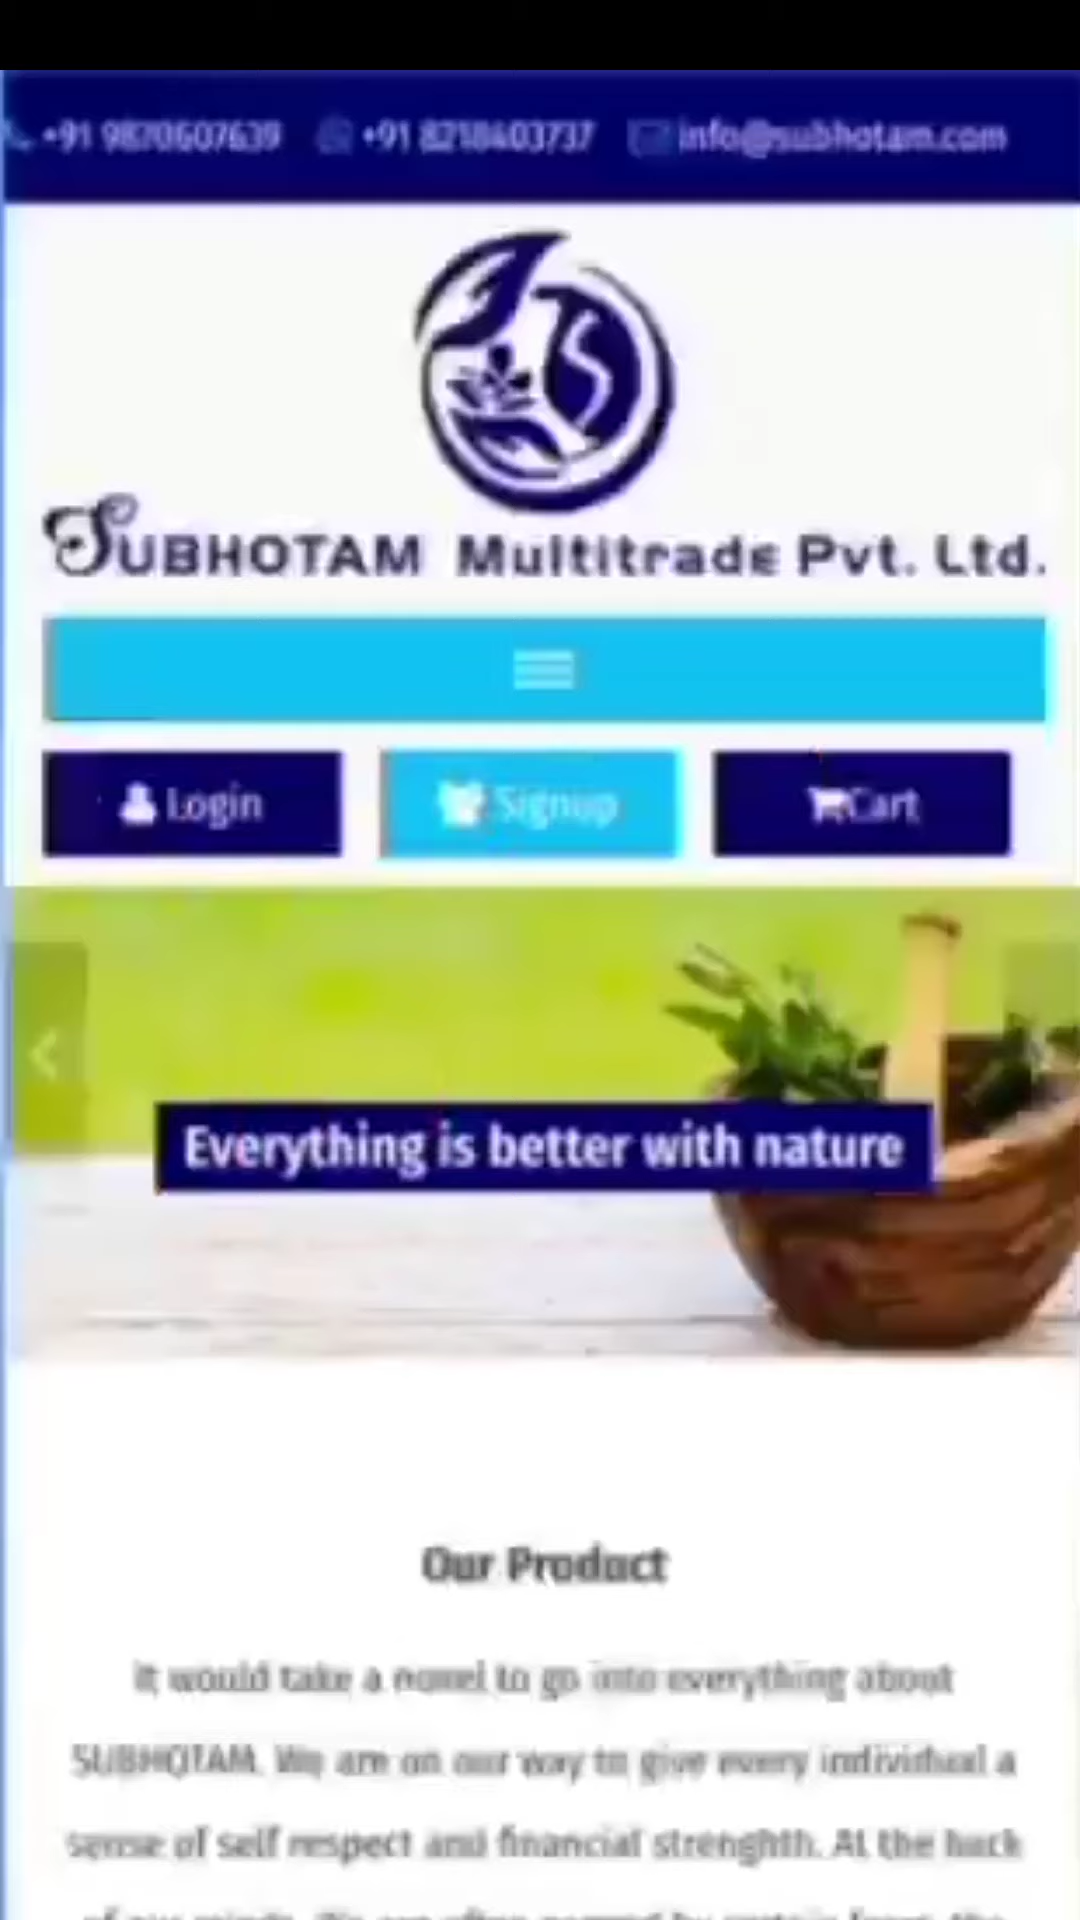 +91 9870607639 +91 8218403737 info@subhotam.com
SUBHOTAM Multitrade Pvt. Ltd.
Login Signup Cart
Everything is better with nature
Our Product
It would take a novel to go into everything about
SUBHOTAM. We are on our way to give every individual a
sense of self respect and financial strenghth. At the back